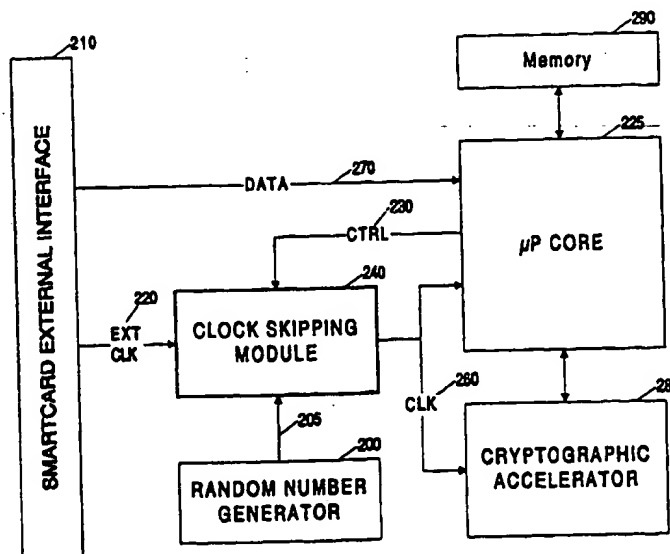 210
SMARTCARD EXTERNAL INTERFACE
290
Memory
225
µP CORE
270
DATA
230
CTRL
240
CLOCK SKIPPING
MODULE
220
EXT
CLK
260
CLK
205
200
RANDOM NUMBER
GENERATOR
28
CRYPTOGRAPHIC
ACCELERATOR